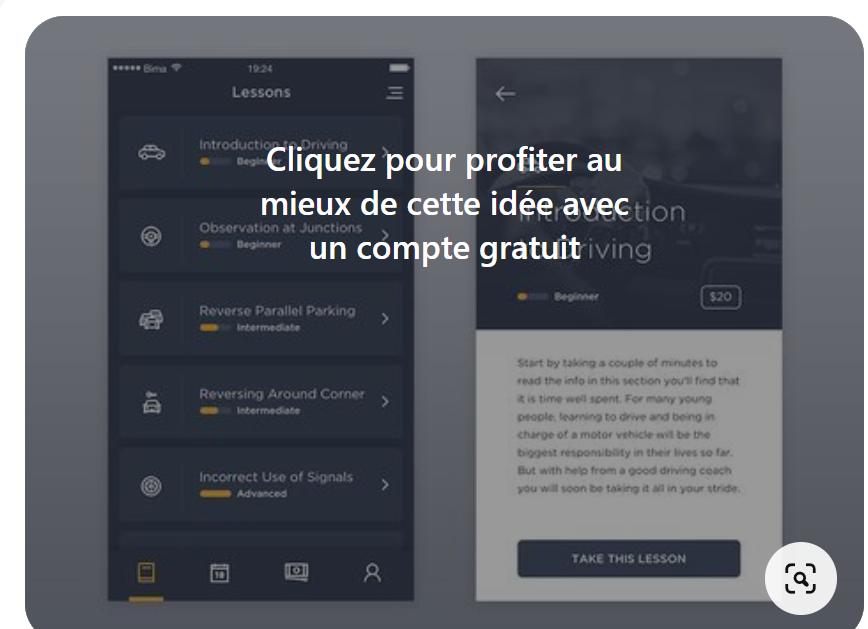 Bima
19:24
Lessons
Introduction to Driving
Beginner
Observation at Junctions
Beginner
Reverse Parallel Parking
Intermediate
Reversing Around Corner
Intermediate
Incorrect Use of Signals
Advanced
18
Cliquez pour profiter au
mieux de cette idée avec
un compte gratuit
Introduction
to Driving
Beginner
$20
Start by taking a couple of minutes to
read the info in this section you'll find that
it is time well spent. For many young
people, learning to drive and being in
charge of a motor vehicle will be the
biggest responsibility in their lives so far.
But with help from a good driving coach
you will soon be taking it all in your stride.
TAKE THIS LESSON